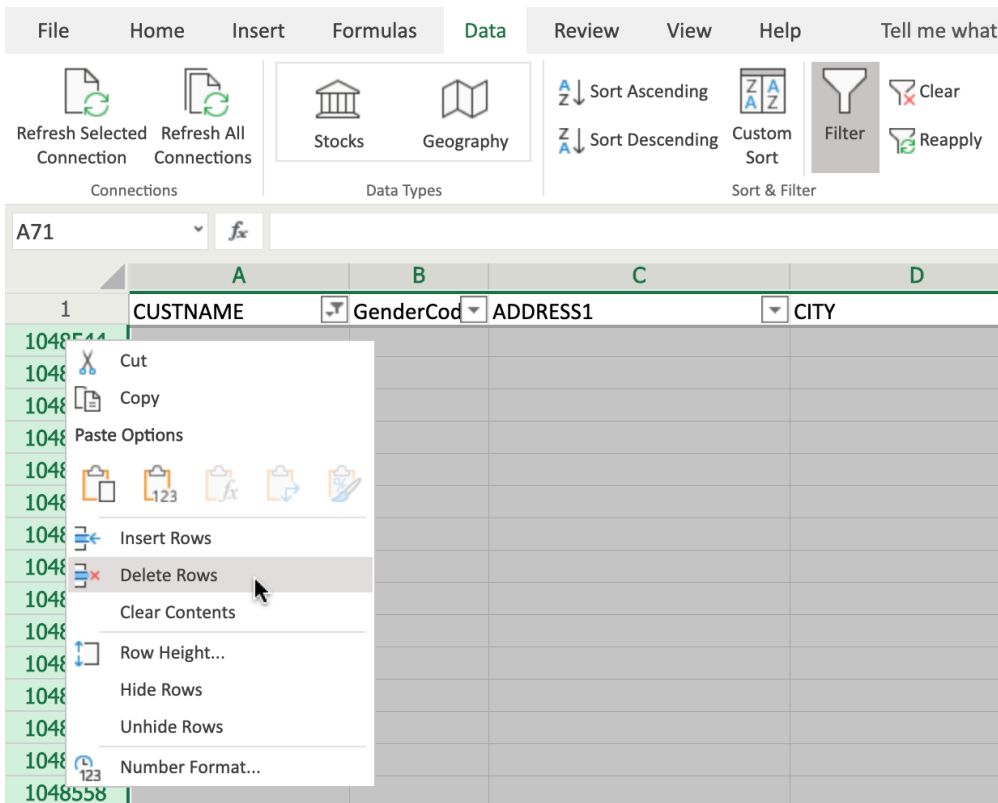 File Home Insert Formulas Data Review View Help Tell me what
Refresh Selected Connection
Refresh All Connections
Connections
Stocks
Geography
Data Types
Sort Ascending
Sort Descending
Custom Sort
Filter
Clear
Reapply
Sort & Filter
A71 fx
A B C D
1 CUSTNAME GenderCod ADDRESS1 CITY
Cut
Copy
Paste Options
123 fx %
Insert Rows
Delete Rows
Clear Contents
Row Height...
Hide Rows
Unhide Rows
123 Number Format...
1048558